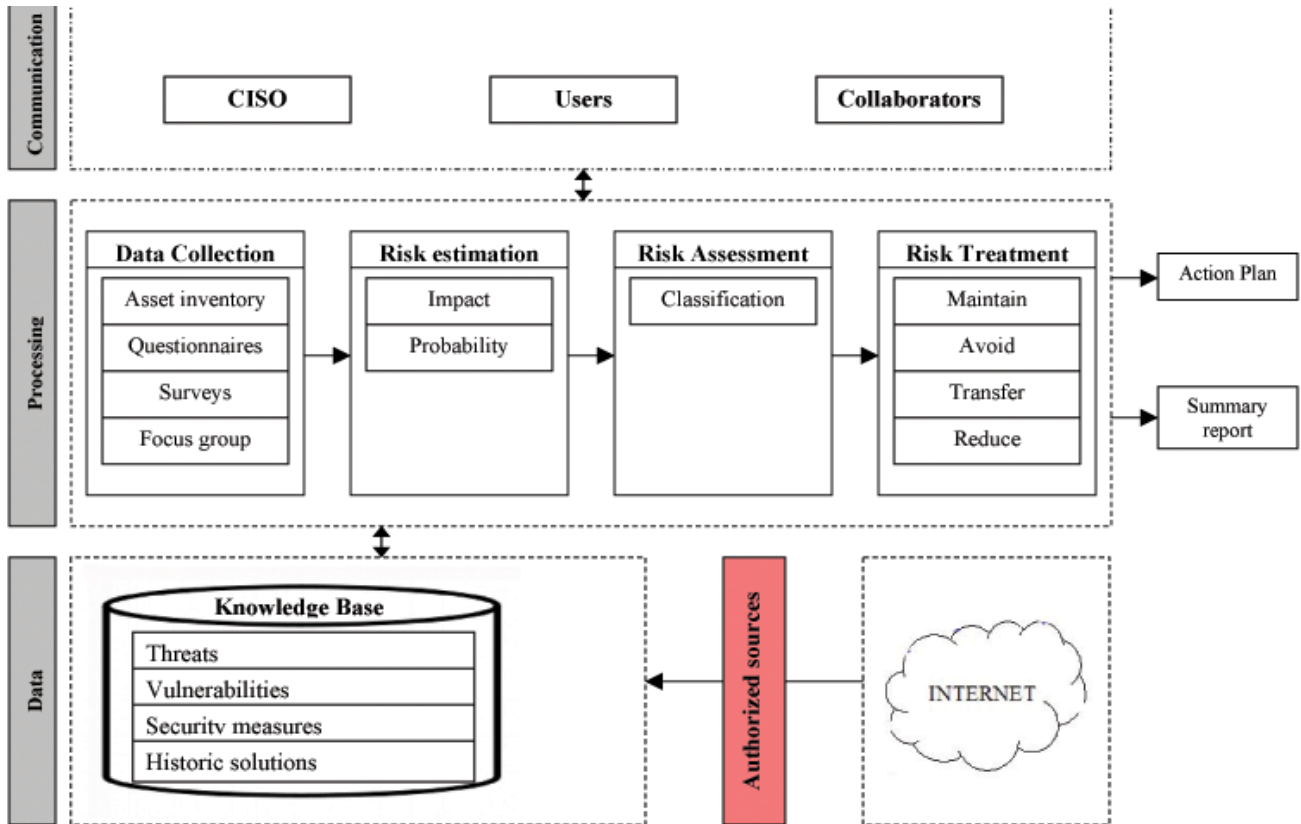 Communication
CISO
Users
Collaborators
Processing
Data Collection
Asset inventory
Questionnaires
Surveys
Focus group
Risk estimation
Impact
Probability
Risk Assessment
Classification
Risk Treatment
Maintain
Avoid
Transfer
Reduce
Action Plan
Summary
report
Data
Knowledge Base
Threats
Vulnerabilities
Security measures
Historic solutions
Authorized sources
INTERNET